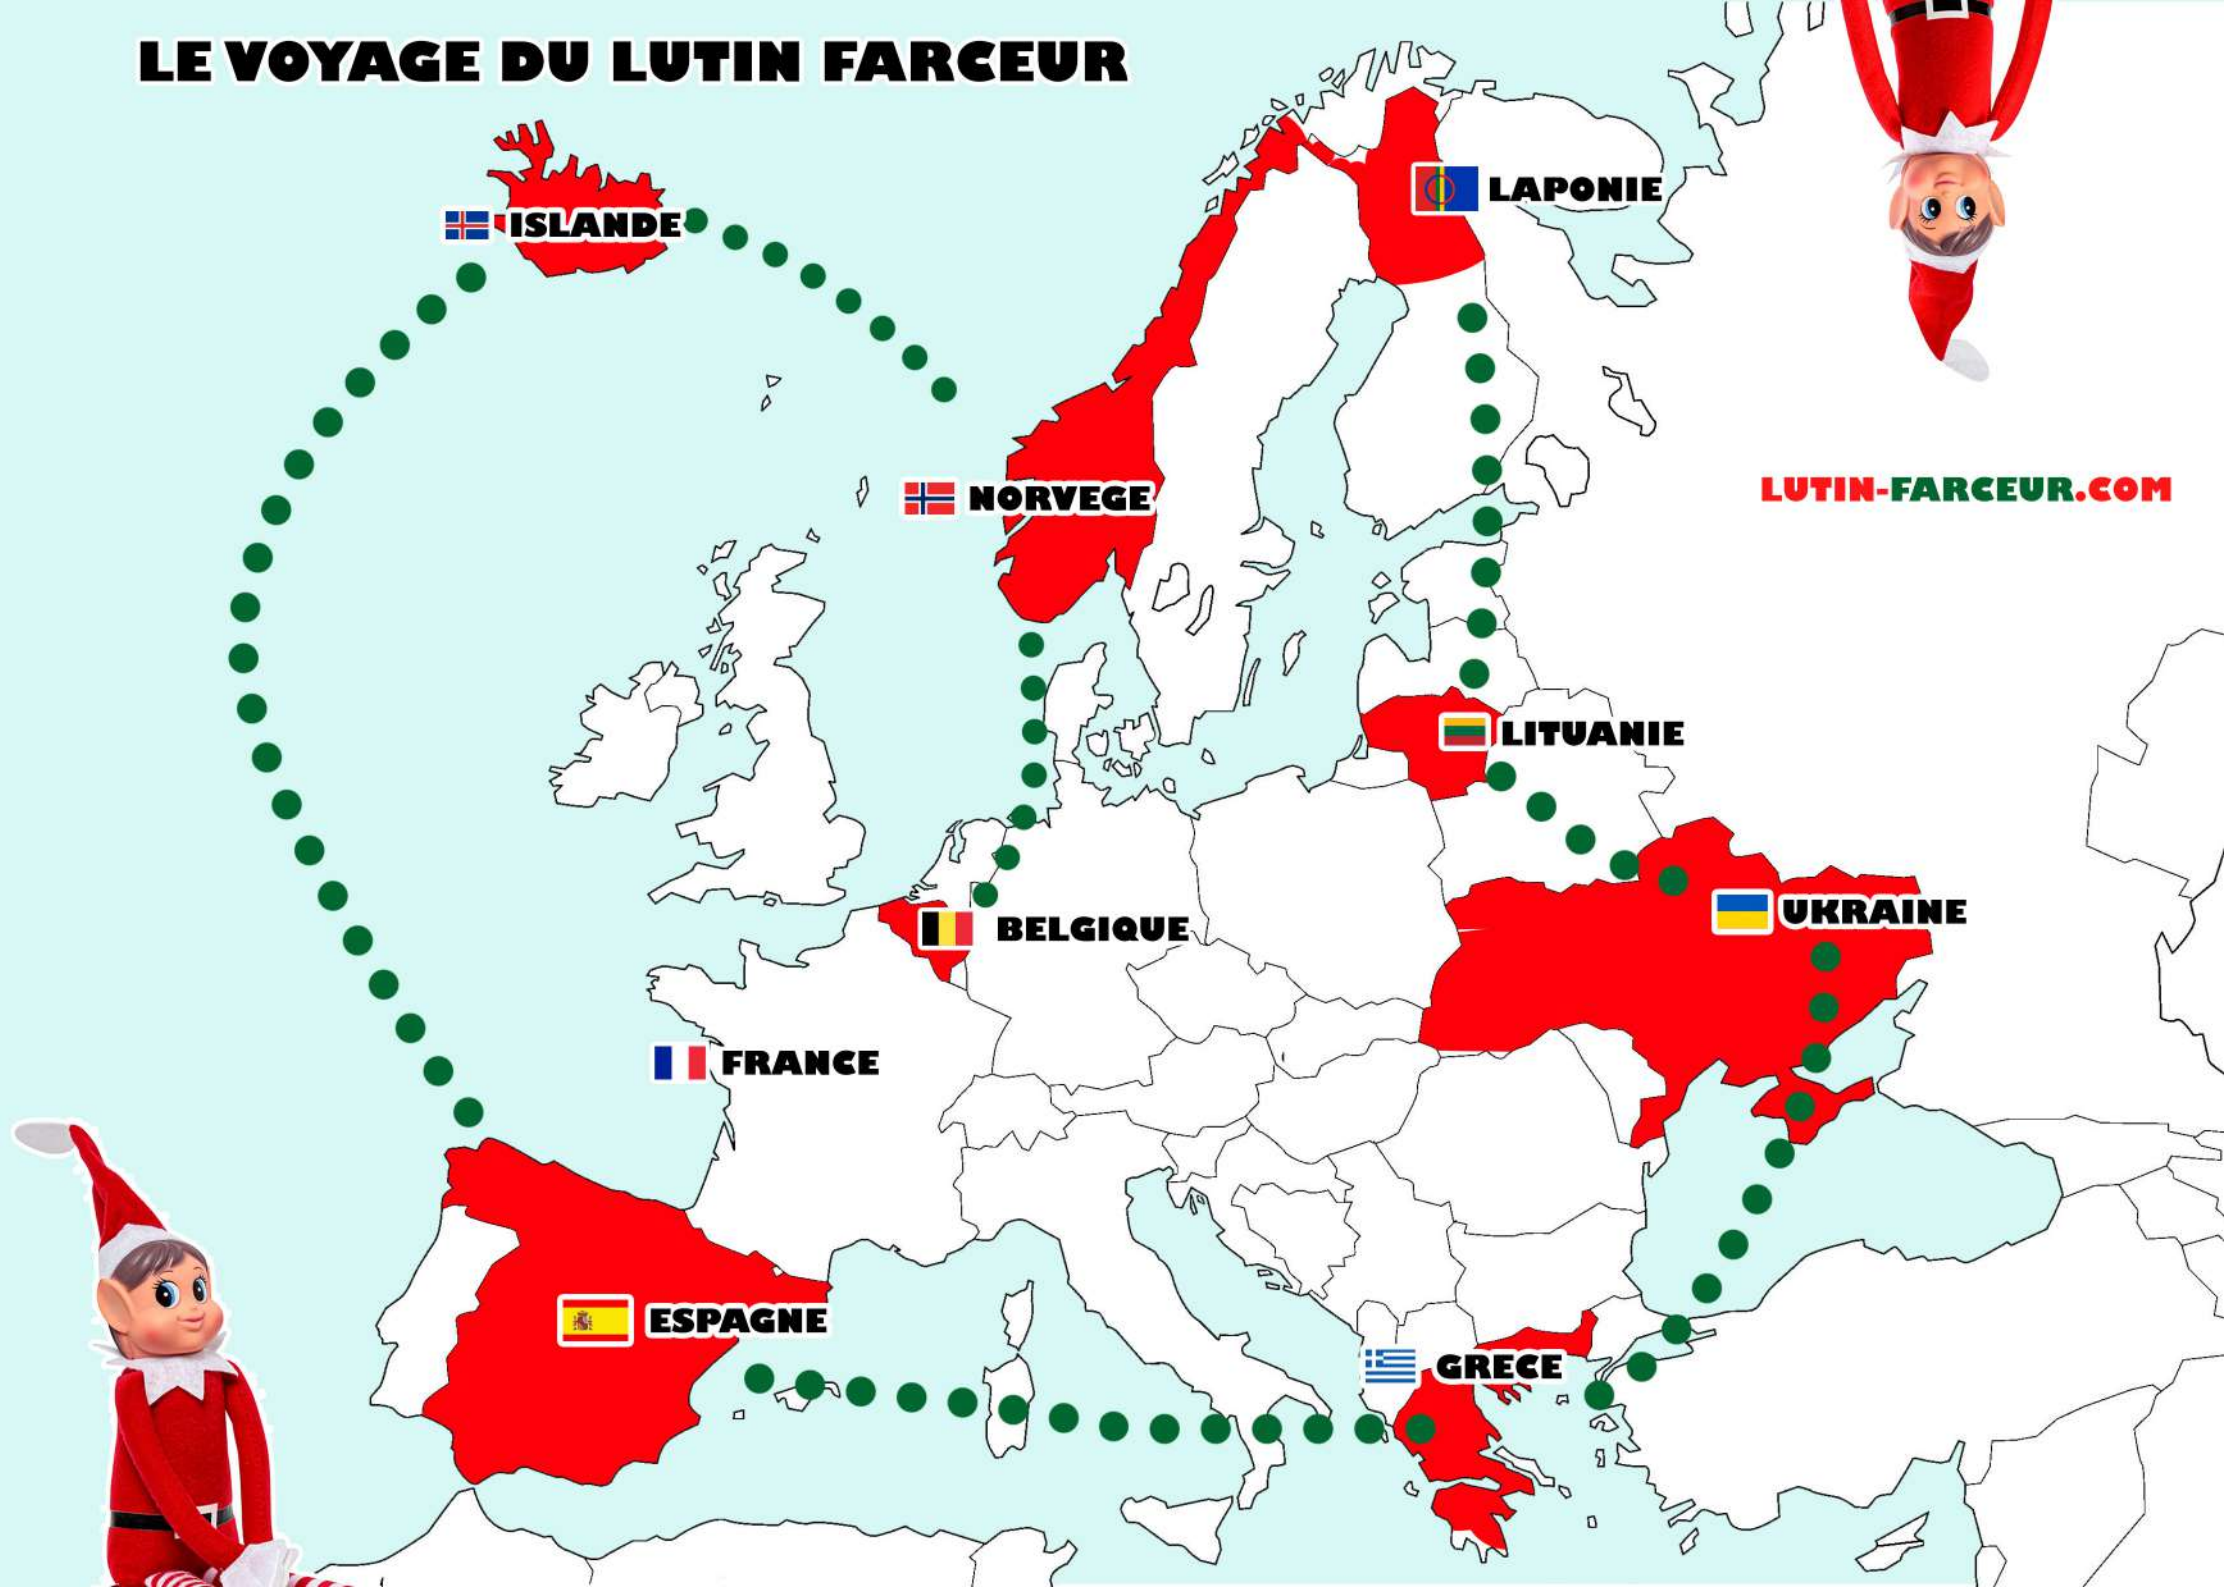 LE VOYAGE DU LUTIN FARCEUR
LAPONIE
ISLANDE
LUTIN-FARCEUR.COM
NORVEGE
LITUANIE
UKRAINE
BELGIQUE
FRANCE
ESPAGNE
GRECE